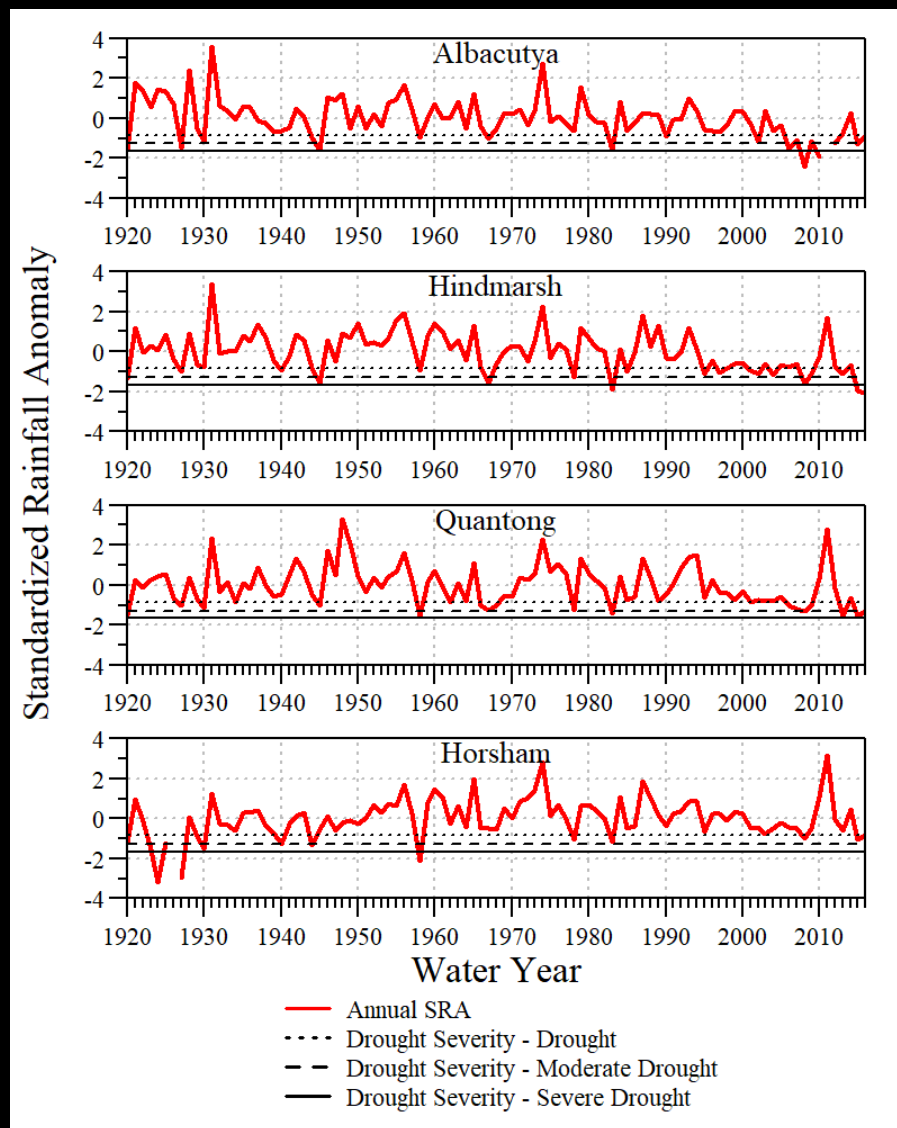 Standardized Rainfall Anomaly
Albacutya
4
2
0
-2
-4
1920 1930 1940 1950 1960 1970 1980 1990 2000 2010
Hindmarsh
4
2
0
-2
-4
1920 1930 1940 1950 1960 1970 1980 1990 2000 2010
Quantong
4
2
0
-2
-4
1920 1930 1940 1950 1960 1970 1980 1990 2000 2010
Horsham
4
2
0
-2
-4
1920 1930 1940 1950 1960 1970 1980 1990 2000 2010
Water Year
Annual SRA
Drought Severity - Drought
Drought Severity - Moderate Drought
Drought Severity - Severe Drought